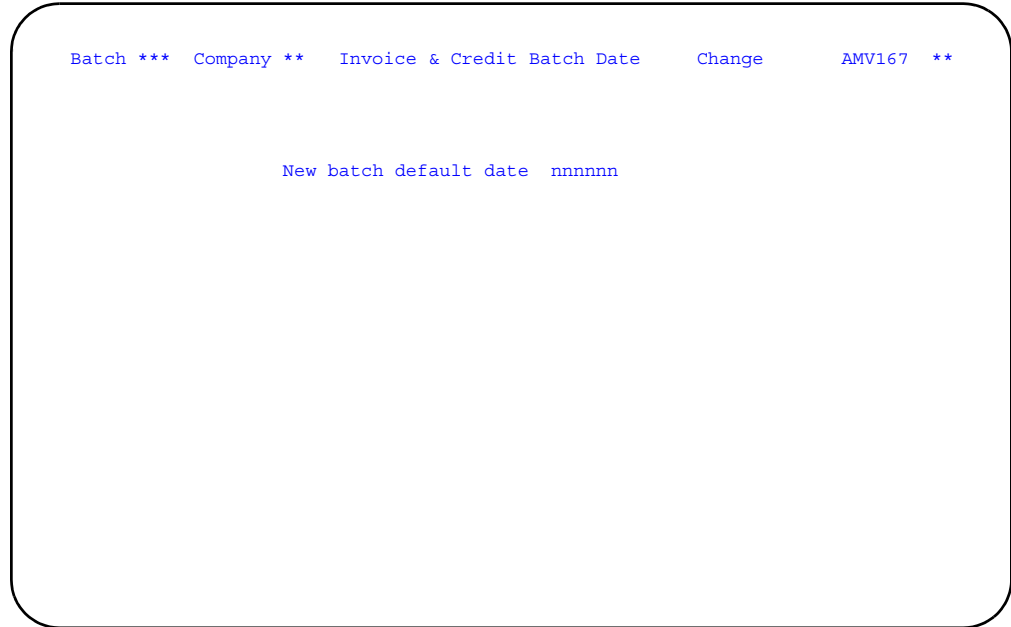 Batch *** Company ** Invoice & Credit Batch Date Change AMV167 **
New batch default date nnnnnn